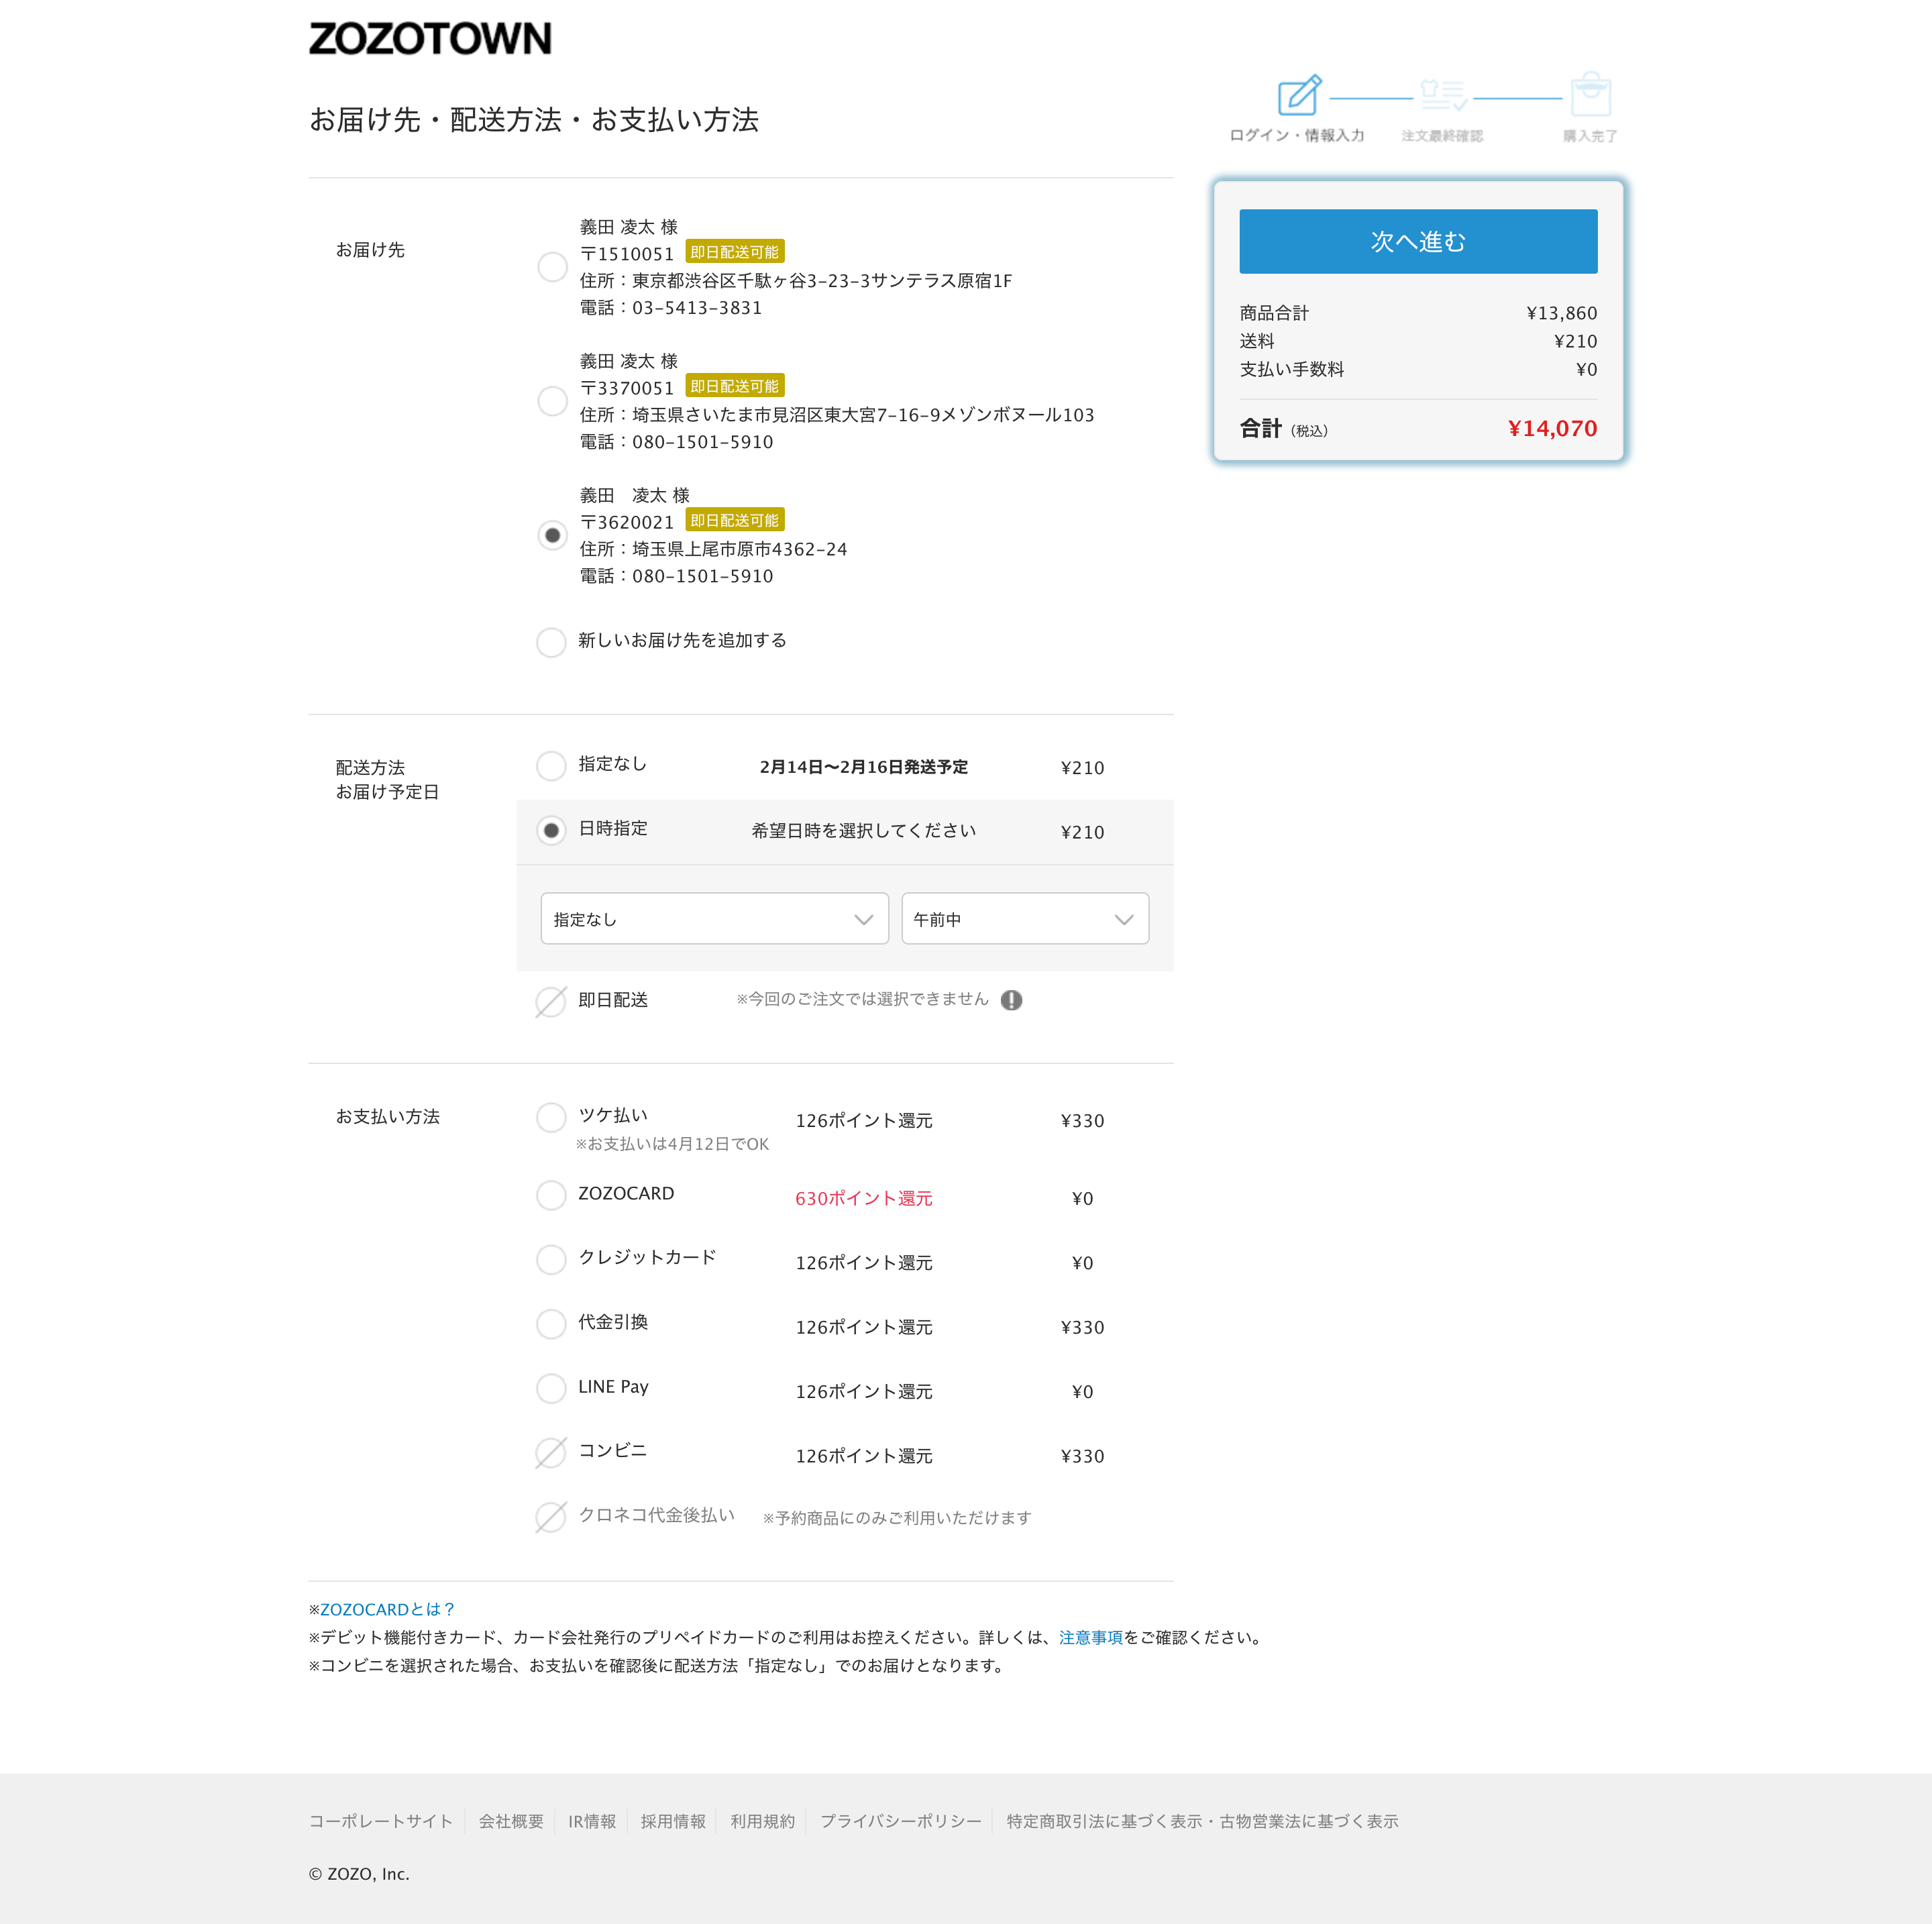 ZOZOTOWN
お届け先・配送方法・お支払い方法
ログイン・情報入力
注文最終確認
購入完了
お届け先
義田 凌太 様
〒1510051 即日配送可能
住所：東京都渋谷区千駄ヶ谷3-23-3サンテラス原宿1F
電話：03-5413-3831
義田 凌太 様
〒3370051 即日配送可能
住所：埼玉県さいたま市見沼区東大宮7-16-9メゾンボヌール103
電話：080-1501-5910
義田　凌太 様
〒3620021 即日配送可能
住所：埼玉県上尾市原市4362-24
電話：080-1501-5910
新しいお届け先を追加する
次へ進む
商品合計 ¥13,860
送料 ¥210
支払い手数料 ¥0
合計 (税込) ¥14,070
配送方法
お届け予定日
指定なし 2月14日〜2月16日発送予定 ¥210
日時指定 希望日時を選択してください ¥210
指定なし 午前中
即日配送 ※今回のご注文では選択できません
お支払い方法
ツケ払い 126ポイント還元 ¥330
※お支払いは4月12日でOK
ZOZOCARD 630ポイント還元 ¥0
クレジットカード 126ポイント還元 ¥0
代金引換 126ポイント還元 ¥330
LINE Pay 126ポイント還元 ¥0
コンビニ 126ポイント還元 ¥330
クロネコ代金後払い ※予約商品にのみご利用いただけます
※ZOZOCARDとは？
※デビット機能付きカード、カード会社発行のプリペイドカードのご利用はお控えください。詳しくは、注意事項をご確認ください。
※コンビニを選択された場合、お支払いを確認後に配送方法「指定なし」でのお届けとなります。
コーポレートサイト 会社概要 IR情報 採用情報 利用規約 プライバシーポリシー 特定商取引法に基づく表示・古物営業法に基づく表示
© ZOZO, Inc.